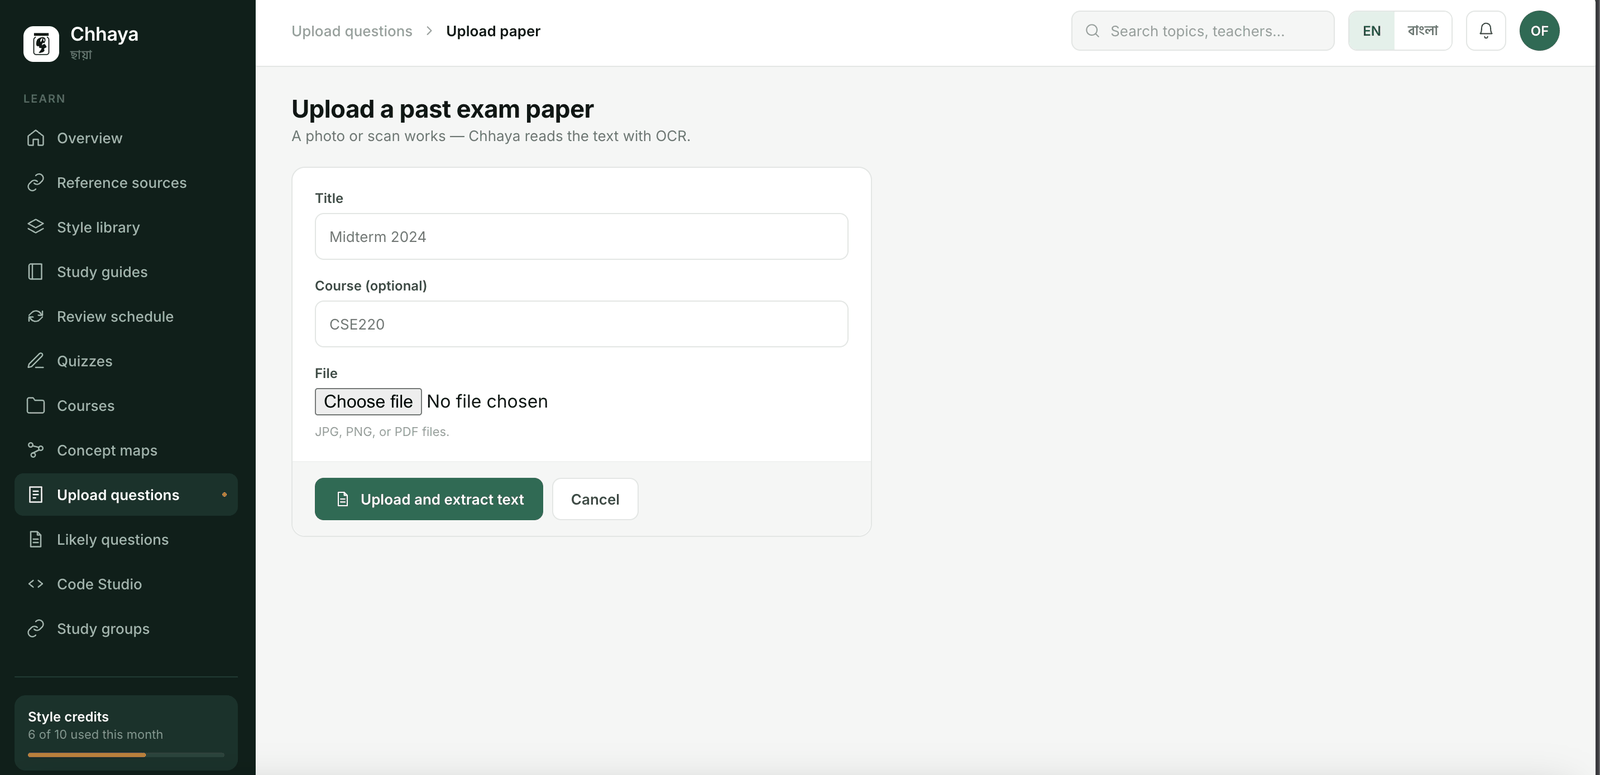 Chhaya
ছায়া
LEARN
Overview
Reference sources
Style library
Study guides
Review schedule
Quizzes
Courses
Concept maps
Upload questions
Likely questions
Code Studio
Study groups
Style credits
6 of 10 used this month
Upload questions > Upload paper
Search topics, teachers...
EN
বাংলা
OF
Upload a past exam paper
A photo or scan works — Chhaya reads the text with OCR.
Title
Midterm 2024
Course (optional)
CSE220
File
Choose file No file chosen
JPG, PNG, or PDF files.
Upload and extract text
Cancel